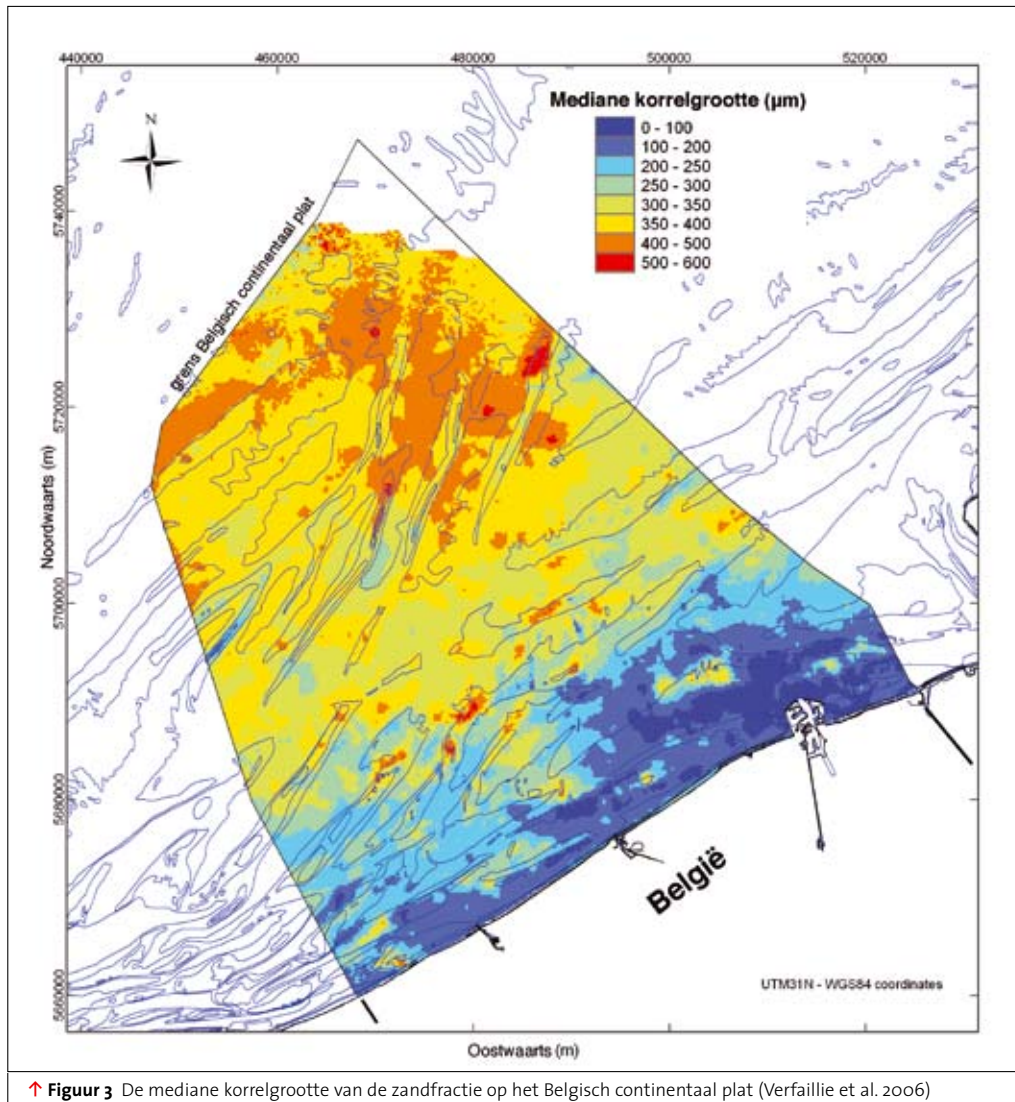 440000
460000
480000
500000
520000
N
Mediane korrelgrootte (µm)
0 - 100
100 - 200
200 - 250
250 - 300
300 - 350
350 - 400
400 - 500
500 - 600
grens Belgisch continentaal plat
5740000
5720000
5700000
5680000
5660000
Noordwaarts (m)
België
UTM31N - WGS84 coordinates
Oostwaarts (m)
↑ Figuur 3 De mediane korrelgrootte van de zandfractie op het Belgisch continentaal plat (Verfaillie et al. 2006)